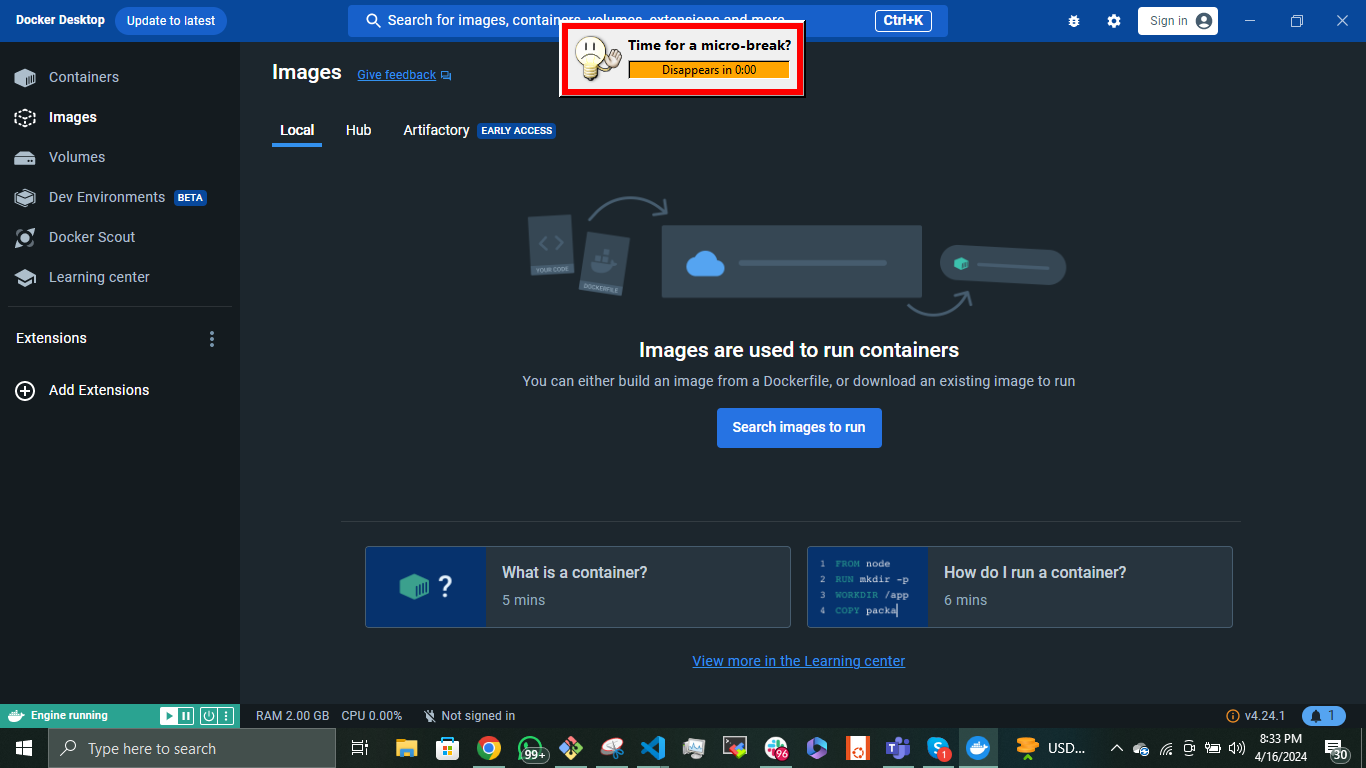 Docker Desktop
Update to latest
Search for images, containers, volumes, extensions and more...
Ctrl+K
Sign in
Time for a micro-break?
Disappears in 0:00
Containers
Images
Volumes
Dev Environments BETA
Docker Scout
Learning center
Extensions
Add Extensions
Images
Give feedback
Local
Hub
Artifactory EARLY ACCESS
YOUR CODE
DOCKERFILE
Images are used to run containers
You can either build an image from a Dockerfile, or download an existing image to run
Search images to run
?
What is a container?
5 mins
1 FROM node
2 RUN mkdir -p
3 WORKDIR /app
4 COPY packa
How do I run a container?
6 mins
View more in the Learning center
Engine running
RAM 2.00 GB CPU 0.00%
Not signed in
v4.24.1
1
Type here to search
99+
96
1
USD...
8:33 PM
4/16/2024
30